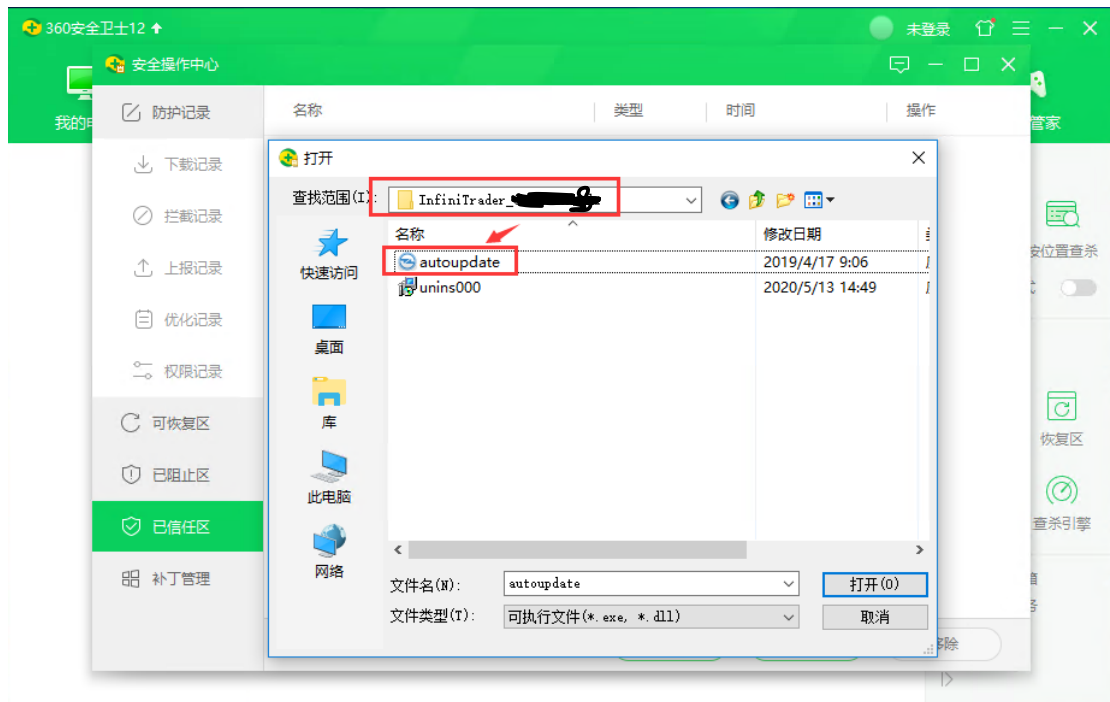 360安全卫士12
未登录
安全操作中心
我的
管家
防护记录
名称
类型
时间
操作
下载记录
拦截记录
上报记录
优化记录
权限记录
可恢复区
已阻止区
已信任区
补丁管理
打开
查找范围(I):
InfiniTrader_
快速访问
桌面
库
此电脑
网络
名称
修改日期
autoupdate
2019/4/17 9:06
unins000
2020/5/13 14:49
文件名(N):
autoupdate
打开(O)
文件类型(T):
可执行文件(*.exe, *.dll)
取消
位置查杀
恢复区
查杀引擎